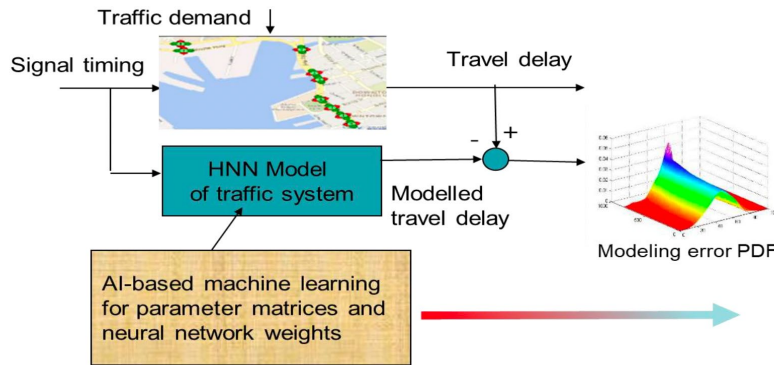 Traffic demand
Signal timing
Travel delay
-
+
HNN Model
of traffic system
Modelled
travel delay
Modeling error PDF
AI-based machine learning
for parameter matrices and
neural network weights